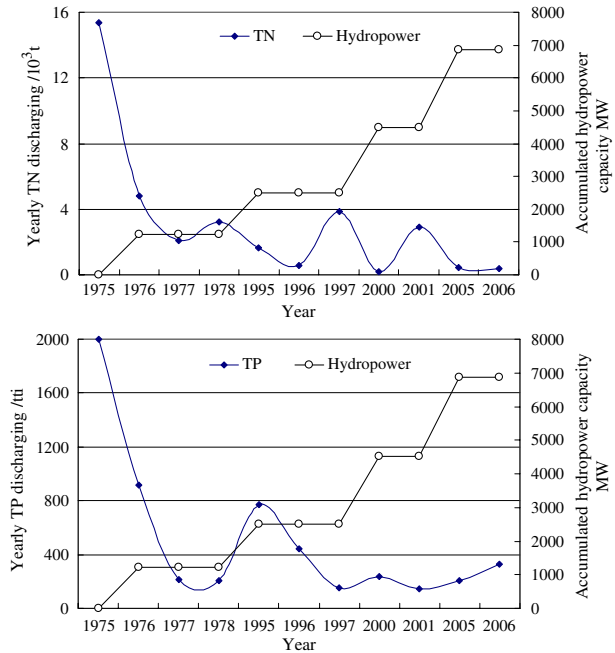 16
8000
TN
Hydropower
7000
12
6000
5000
8
4000
3000
4
2000
1000
0
0
Yearly TN discharging /10³t
Accumulated hydropower
capacity MW
1975 1976 1977 1978 1995 1996 1997 2000 2001 2005 2006
Year
2000
8000
TP
Hydropower
7000
1600
6000
1200
5000
4000
800
3000
400
2000
1000
0
0
Yearly TP discharging /tti
Accumulated hydropower capacity
MW
1975 1976 1977 1978 1995 1996 1997 2000 2001 2005 2006
Year